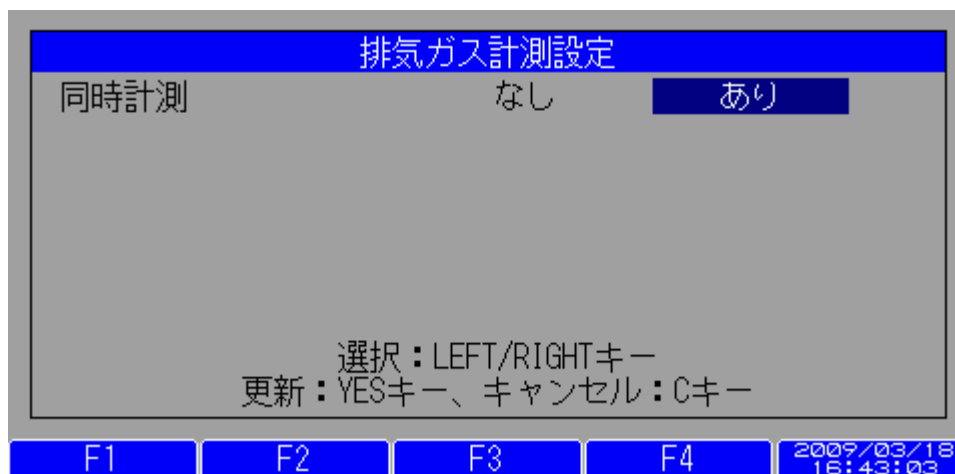 排気ガス計測設定
同時計測 なし あり
選択：LEFT/RIGHTキー
更新：YESキー、キャンセル：Cキー
F1 F2 F3 F4 2009/03/18
16:43:03